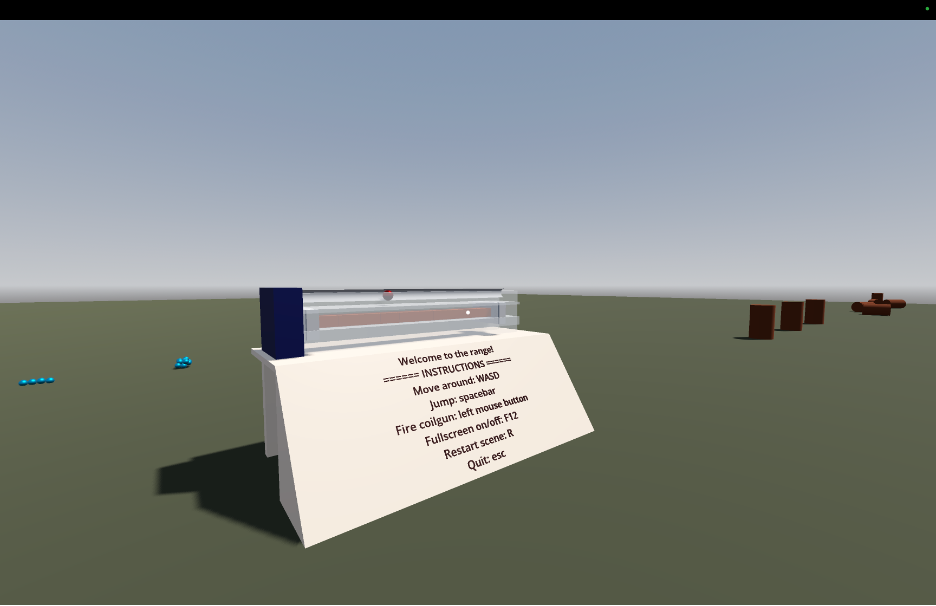 Welcome to the range!
====== INSTRUCTIONS ======
Move around: WASD
Jump: spacebar
Fire coilgun: left mouse button
Fullscreen on/off: F12
Restart scene: R
Quit: esc